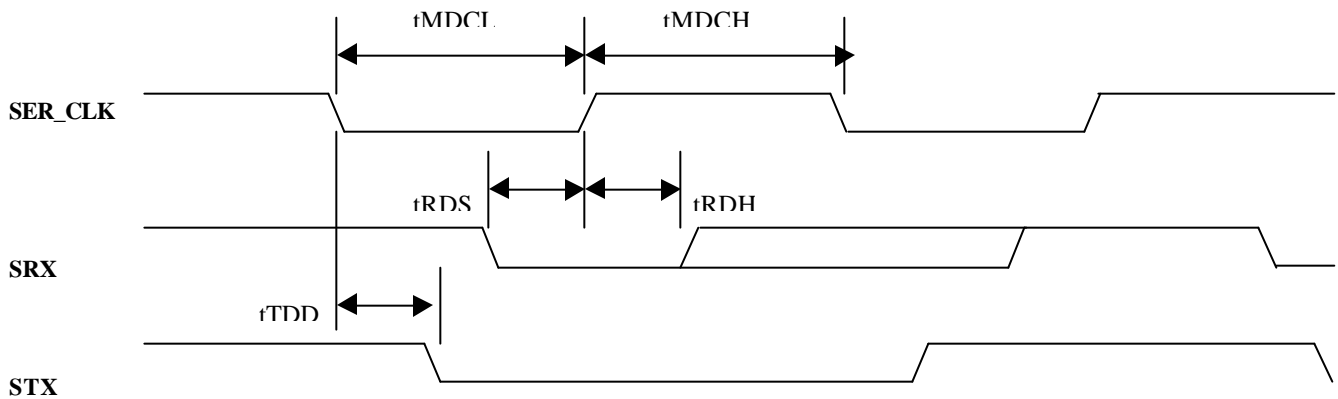 tMDCL tMDCH
SER_CLK
tRDS tRDH
SRX
tTDD
STX